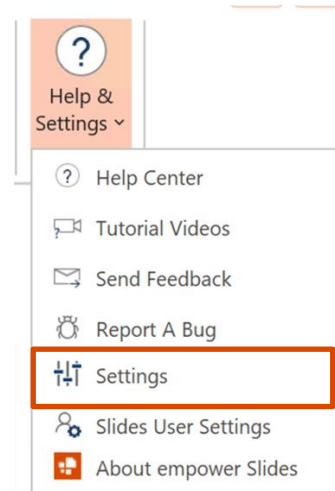 Help &
Settings
Help Center
Tutorial Videos
Send Feedback
Report A Bug
Settings
Slides User Settings
About empower Slides